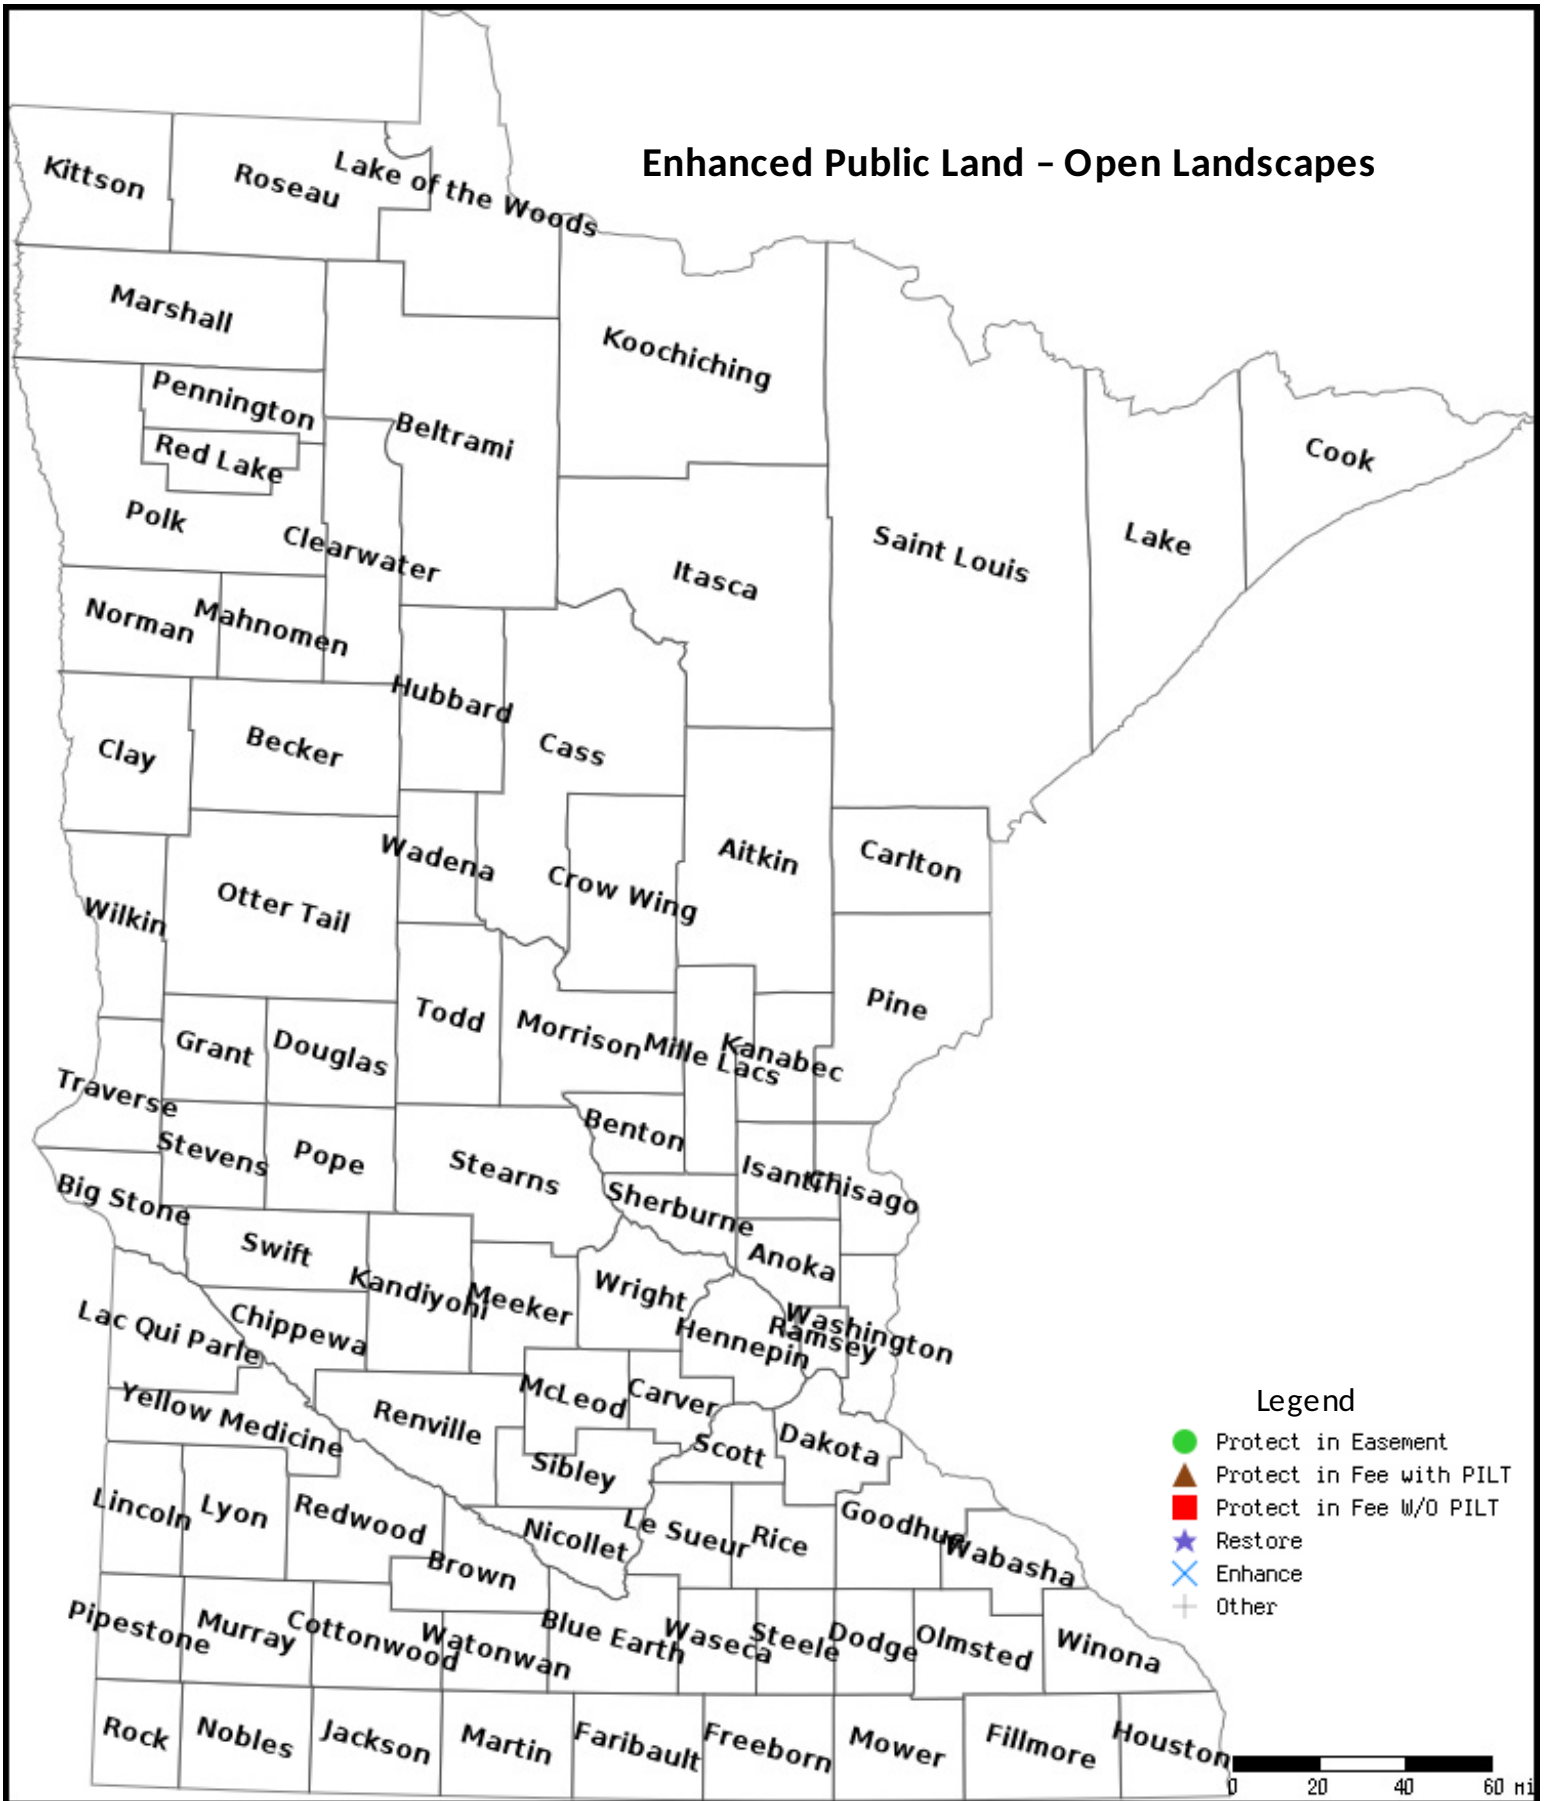 Enhanced Public Land – Open Landscapes
Kittson
Roseau
Lake of the Woods
Marshall
Koochiching
Pennington
Beltrami
Red Lake
Cook
Polk
Clearwater
Saint Louis
Lake
Itasca
Norman
Mahnomen
Hubbard
Clay
Becker
Cass
Wadena
Aitkin
Carlton
Crow Wing
Otter Tail
Wilkin
Pine
Todd
Morrison
Mille Lacs
Kanabec
Grant
Douglas
Traverse
Benton
Stevens
Pope
Stearns
Isanti
Chisago
Big Stone
Sherburne
Swift
Anoka
Kandiyohi
Meeker
Wright
Washington
Ramsey
Hennepin
Lac Qui Parle
Chippewa
McLeod
Carver
Yellow Medicine
Renville
Scott
Dakota
Sibley
Lincoln
Lyon
Redwood
Nicollet
Le Sueur
Rice
Goodhue
Wabasha
Brown
Pipestone
Murray
Cottonwood
Watonwan
Blue Earth
Waseca
Steele
Dodge
Olmsted
Winona
Rock
Nobles
Jackson
Martin
Faribault
Freeborn
Mower
Fillmore
Houston
Legend
Protect in Easement
Protect in Fee with PILT
Protect in Fee W/O PILT
Restore
Enhance
Other
0 20 40 60 mi